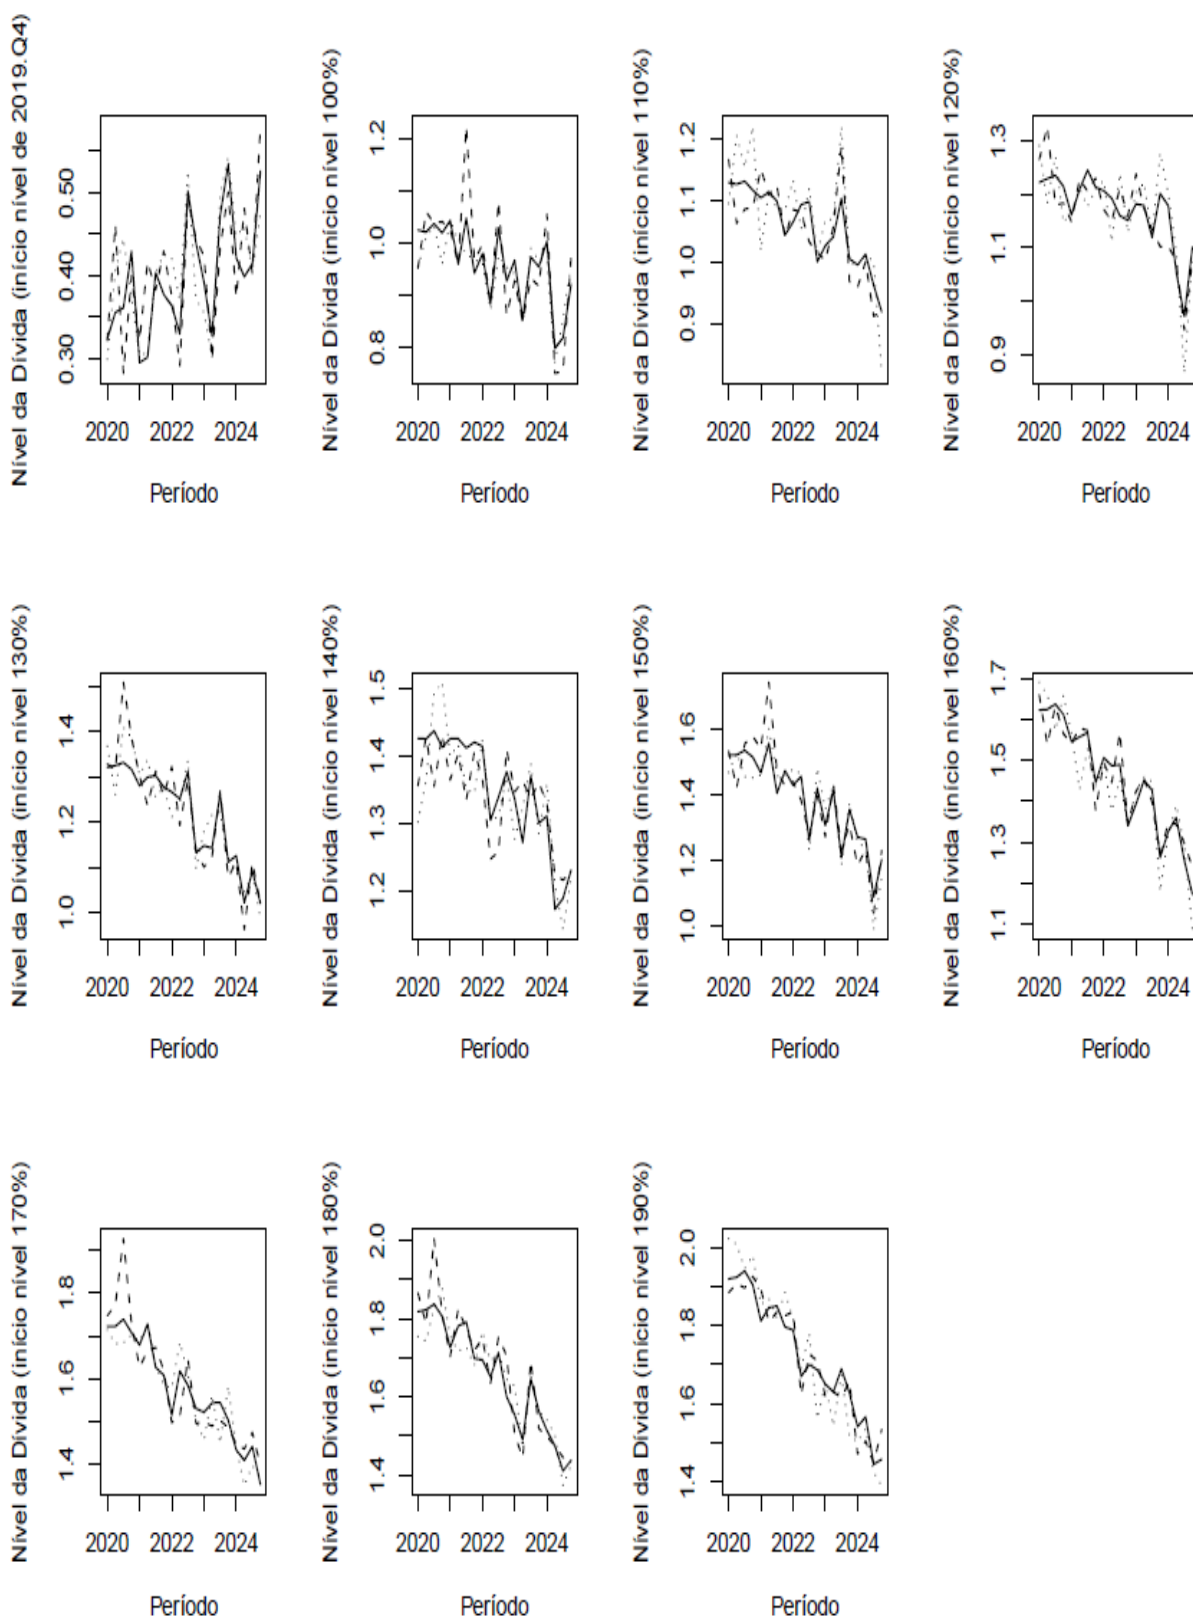 Nível da Dívida (início nível de 2019.Q4)
0.30 0.40 0.50
2020 2022 2024
Período
Nível da Dívida (início nível 100%)
0.8 1.0 1.2
2020 2022 2024
Período
Nível da Dívida (início nível 110%)
0.9 1.0 1.1 1.2
2020 2022 2024
Período
Nível da Dívida (início nível 120%)
0.9 1.1 1.3
2020 2022 2024
Período
Nível da Dívida (início nível 130%)
1.0 1.2 1.4
2020 2022 2024
Período
Nível da Dívida (início nível 140%)
1.2 1.3 1.4 1.5
2020 2022 2024
Período
Nível da Dívida (início nível 150%)
1.0 1.2 1.4 1.6
2020 2022 2024
Período
Nível da Dívida (início nível 160%)
1.1 1.3 1.5 1.7
2020 2022 2024
Período
Nível da Dívida (início nível 170%)
1.4 1.6 1.8
2020 2022 2024
Período
Nível da Dívida (início nível 180%)
1.4 1.6 1.8 2.0
2020 2022 2024
Período
Nível da Dívida (início nível 190%)
1.4 1.6 1.8 2.0
2020 2022 2024
Período